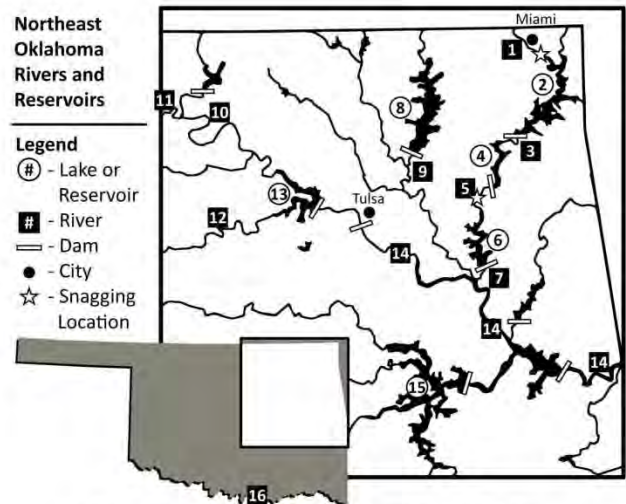 Northeast
Oklahoma
Rivers and
Reservoirs
Legend
# - Lake or
Reservoir
# - River
- Dam
- City
- Snagging
Location
Miami
1
2
3
4
5
6
7
8
9
10
11
12
13
Tulsa
14
14
14
15
16